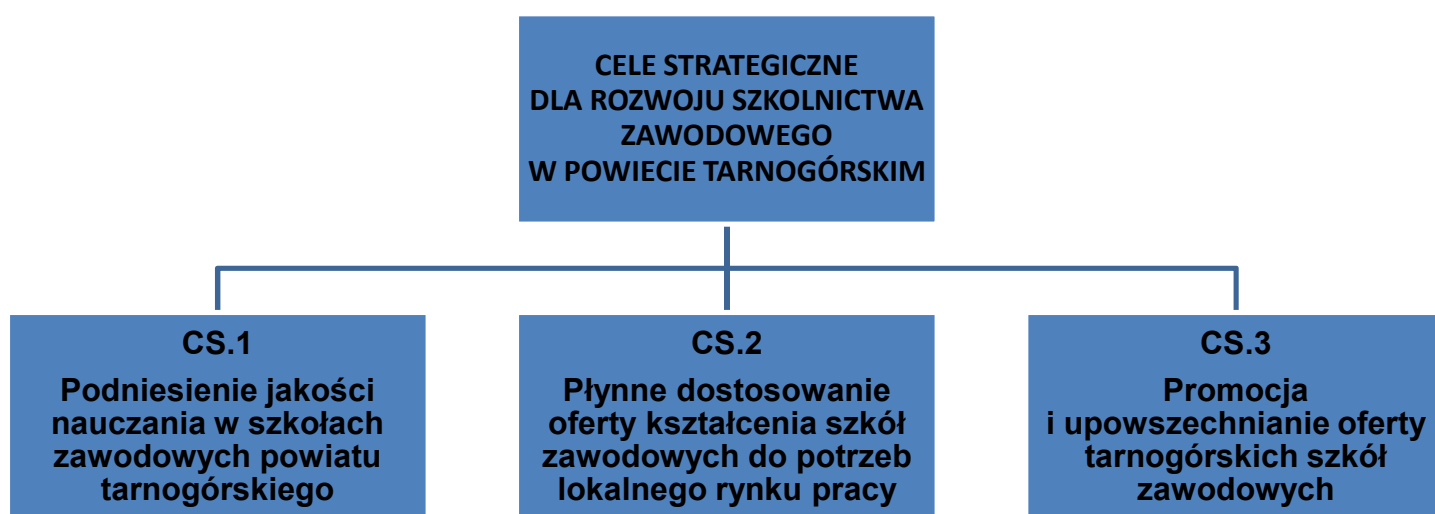 CELE STRATEGICZNE
DLA ROZWOJU SZKOLNICTWA
ZAWODOWEGO
W POWIECIE TARNOGÓRSKIM
CS.1
Podniesienie jakości
nauczania w szkołach
zawodowych powiatu
tarnogórskiego
CS.2
Płynne dostosowanie
oferty kształcenia szkół
zawodowych do potrzeb
lokalnego rynku pracy
CS.3
Promocja
i upowszechnianie oferty
tarnogórskich szkół
zawodowych